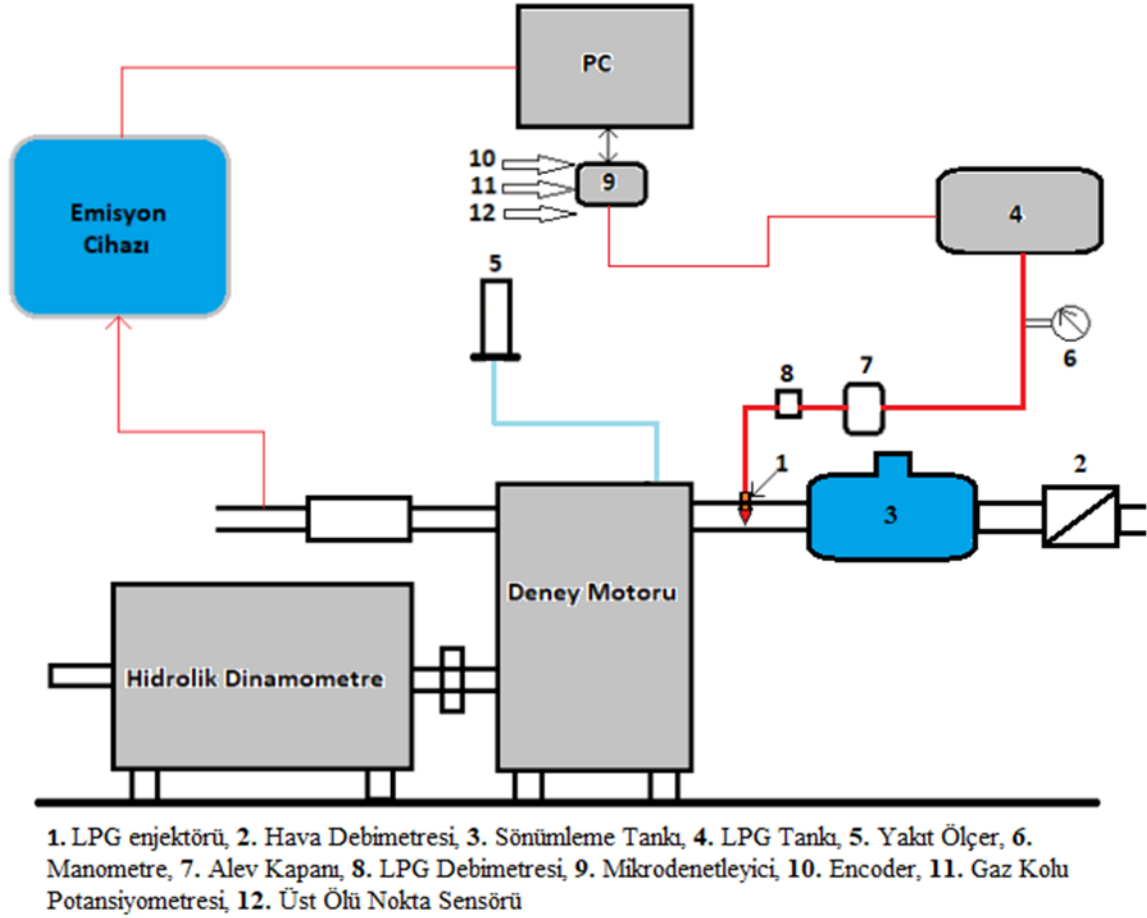 PC
10
11
12
9
Emisyon
Cihazı
4
5
6
7
8
1
2
3
Deney Motoru
Hidrolik Dinamometre
1. LPG enjektörü, 2. Hava Debimetresi, 3. Sönümleme Tankı, 4. LPG Tankı, 5. Yakıt Ölçer, 6.
Manometre, 7. Alev Kapanı, 8. LPG Debimetresi, 9. Mikrodenetleyici, 10. Encoder, 11. Gaz Kolu
Potansiyometresi, 12. Üst Ölü Nokta Sensörü